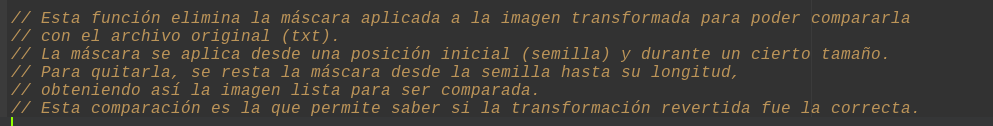 // Esta función elimina la máscara aplicada a la imagen transformada para poder compararla
// con el archivo original (txt).
// La máscara se aplica desde una posición inicial (semilla) y durante un cierto tamaño.
// Para quitarla, se resta la máscara desde la semilla hasta su longitud,
// obteniendo así la imagen lista para ser comparada.
// Esta comparación es la que permite saber si la transformación revertida fue la correcta.